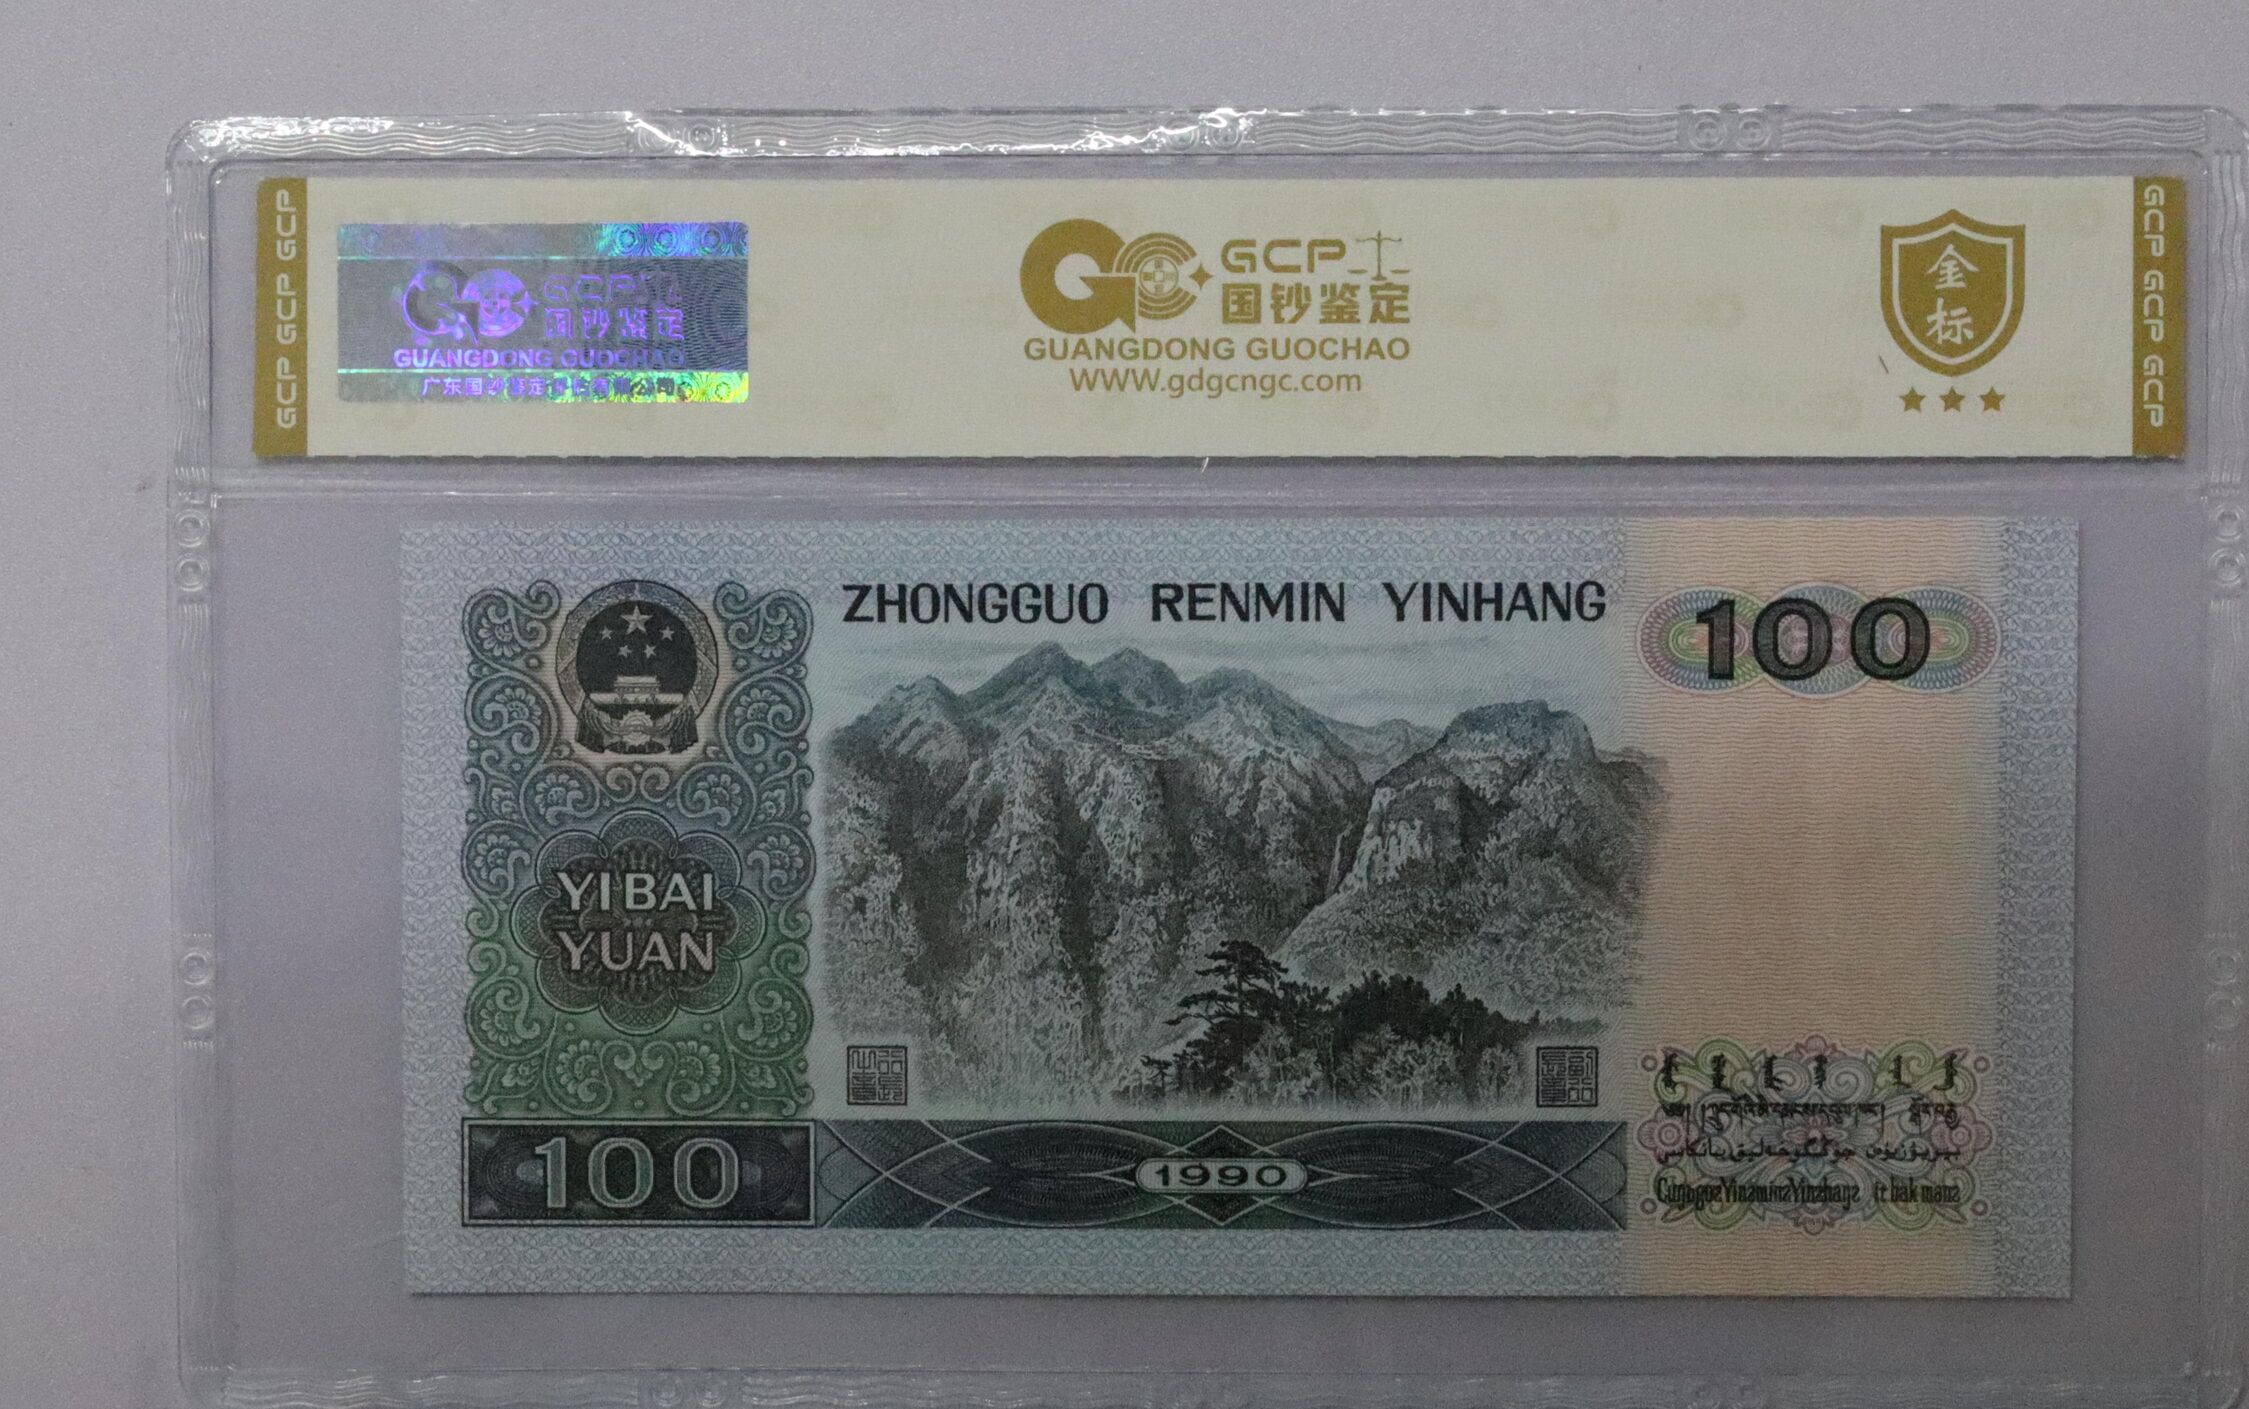 GCP GCP GCP
GCP
国钞鉴定
GUANGDONG GUOCHAO
广东国钞鉴定
GCP
国钞鉴定
GUANGDONG GUOCHAO
www.gdgcngc.com
金标
GCP GCP GCP
ZHONGGUO RENMIN YINHANG
100
YIBAI
YUAN
100
1990